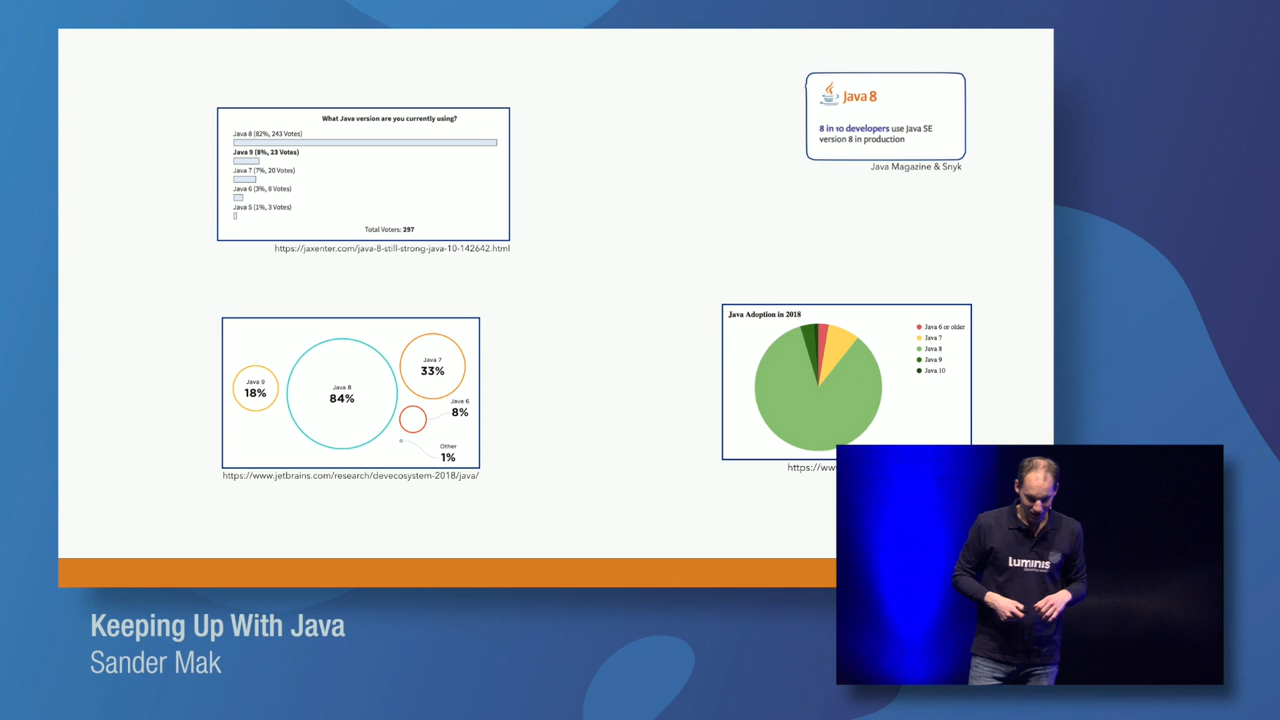 What Java version are you currently using?
Java 8 (82%, 243 Votes)
Java 9 (8%, 23 Votes)
Java 7 (7%, 20 Votes)
Java 6 (3%, 8 Votes)
Java 5 (1%, 3 Votes)
Total Voters: 297
https://jaxenter.com/java-8-still-strong-java-10-142642.html
Java 8
8 in 10 developers use Java SE
version 8 in production
Java Magazine & Snyk
Java 9
18%
Java 8
84%
Java 7
33%
Java 6
8%
Other
1%
https://www.jetbrains.com/research/devecosystem-2018/java/
Java Adoption in 2018
Java 6 or older
Java 7
Java 8
Java 9
Java 10
https://www
luminis
Keeping Up With Java
Sander Mak